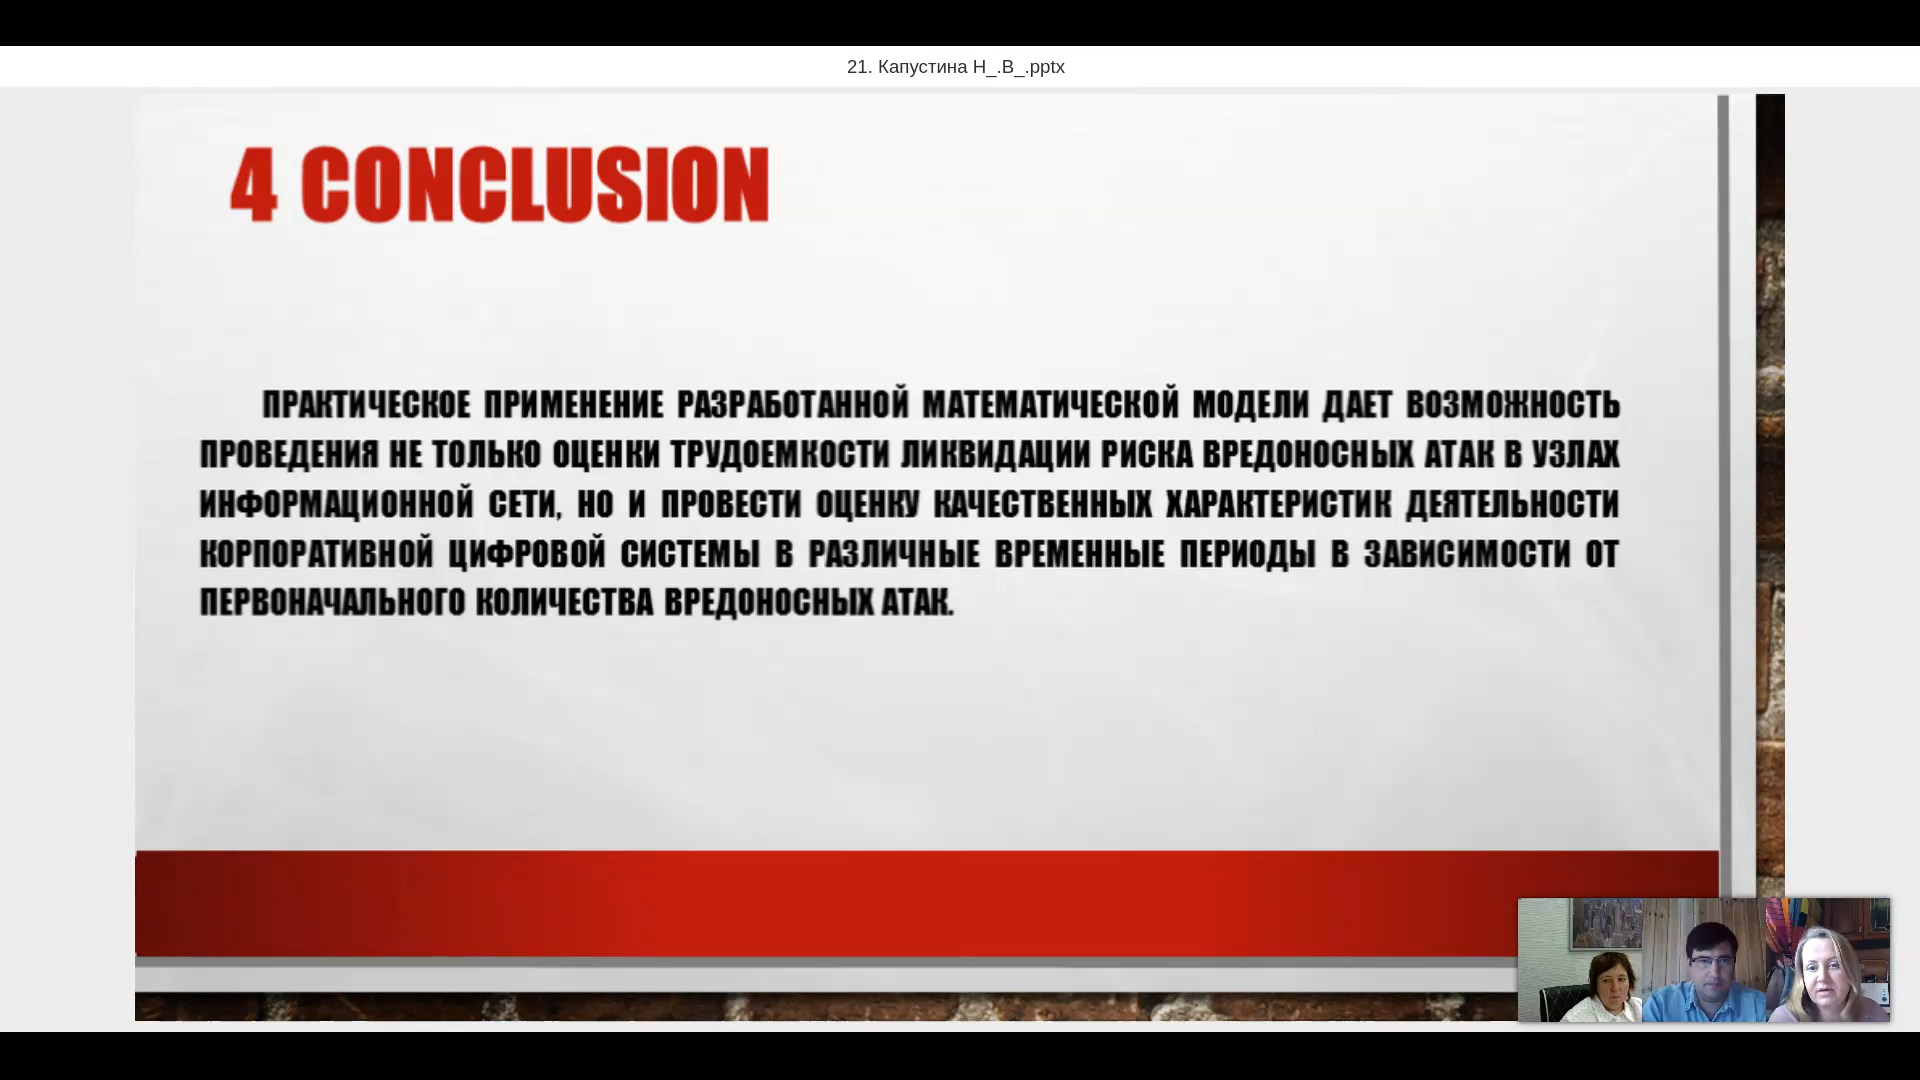 21. Капустина Н_.В_.pptx
4 CONCLUSION
ПРАКТИЧЕСКОЕ ПРИМЕНЕНИЕ РАЗРАБОТАННОЙ МАТЕМАТИЧЕСКОЙ МОДЕЛИ ДАЕТ ВОЗМОЖНОСТЬ
ПРОВЕДЕНИЯ НЕ ТОЛЬКО ОЦЕНКИ ТРУДОЕМКОСТИ ЛИКВИДАЦИИ РИСКА ВРЕДОНОСНЫХ АТАК В УЗЛАХ
ИНФОРМАЦИОННОЙ СЕТИ, НО И ПРОВЕСТИ ОЦЕНКУ КАЧЕСТВЕННЫХ ХАРАКТЕРИСТИК ДЕЯТЕЛЬНОСТИ
КОРПОРАТИВНОЙ ЦИФРОВОЙ СИСТЕМЫ В РАЗЛИЧНЫЕ ВРЕМЕННЫЕ ПЕРИОДЫ В ЗАВИСИМОСТИ ОТ
ПЕРВОНАЧАЛЬНОГО КОЛИЧЕСТВА ВРЕДОНОСНЫХ АТАК.